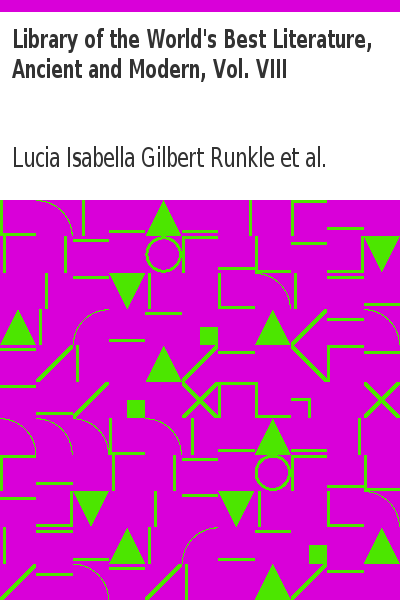 Library of the World's Best Literature,
Ancient and Modern, Vol. VIII
Lucia Isabella Gilbert Runkle et al.